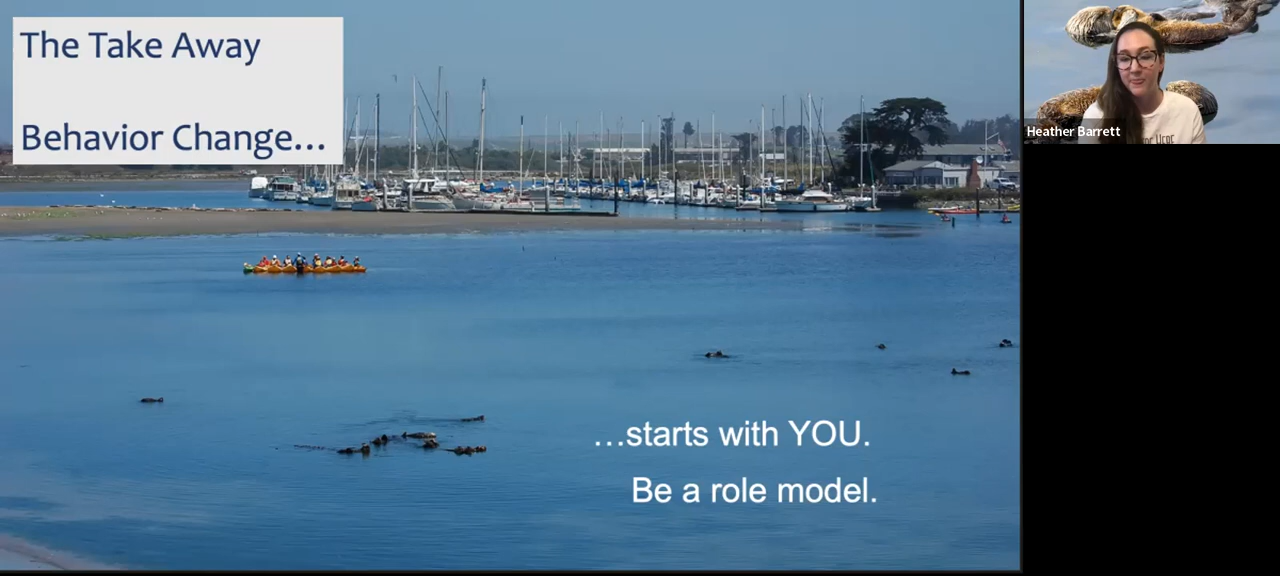 The Take Away
Behavior Change…
…starts with YOU.
Be a role model.
Heather Barrett